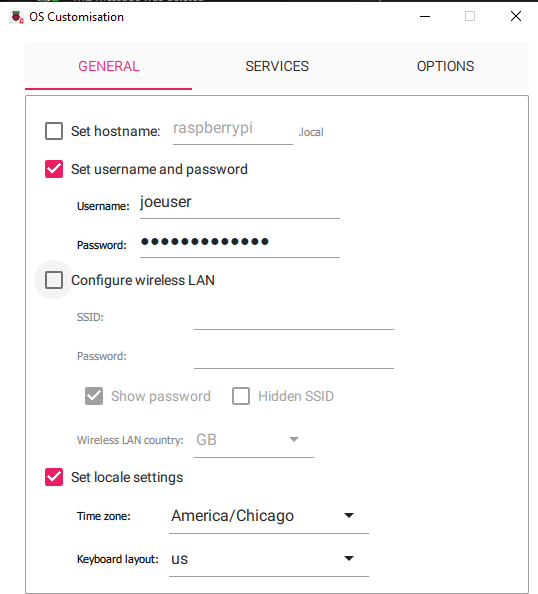 OS Customisation
GENERAL SERVICES OPTIONS
Set hostname: raspberrypi .local
Set username and password
Username: joeuser
Password: ●●●●●●●●●●●●●
Configure wireless LAN
SSID:
Password:
Show password Hidden SSID
Wireless LAN country: GB
Set locale settings
Time zone: America/Chicago
Keyboard layout: us